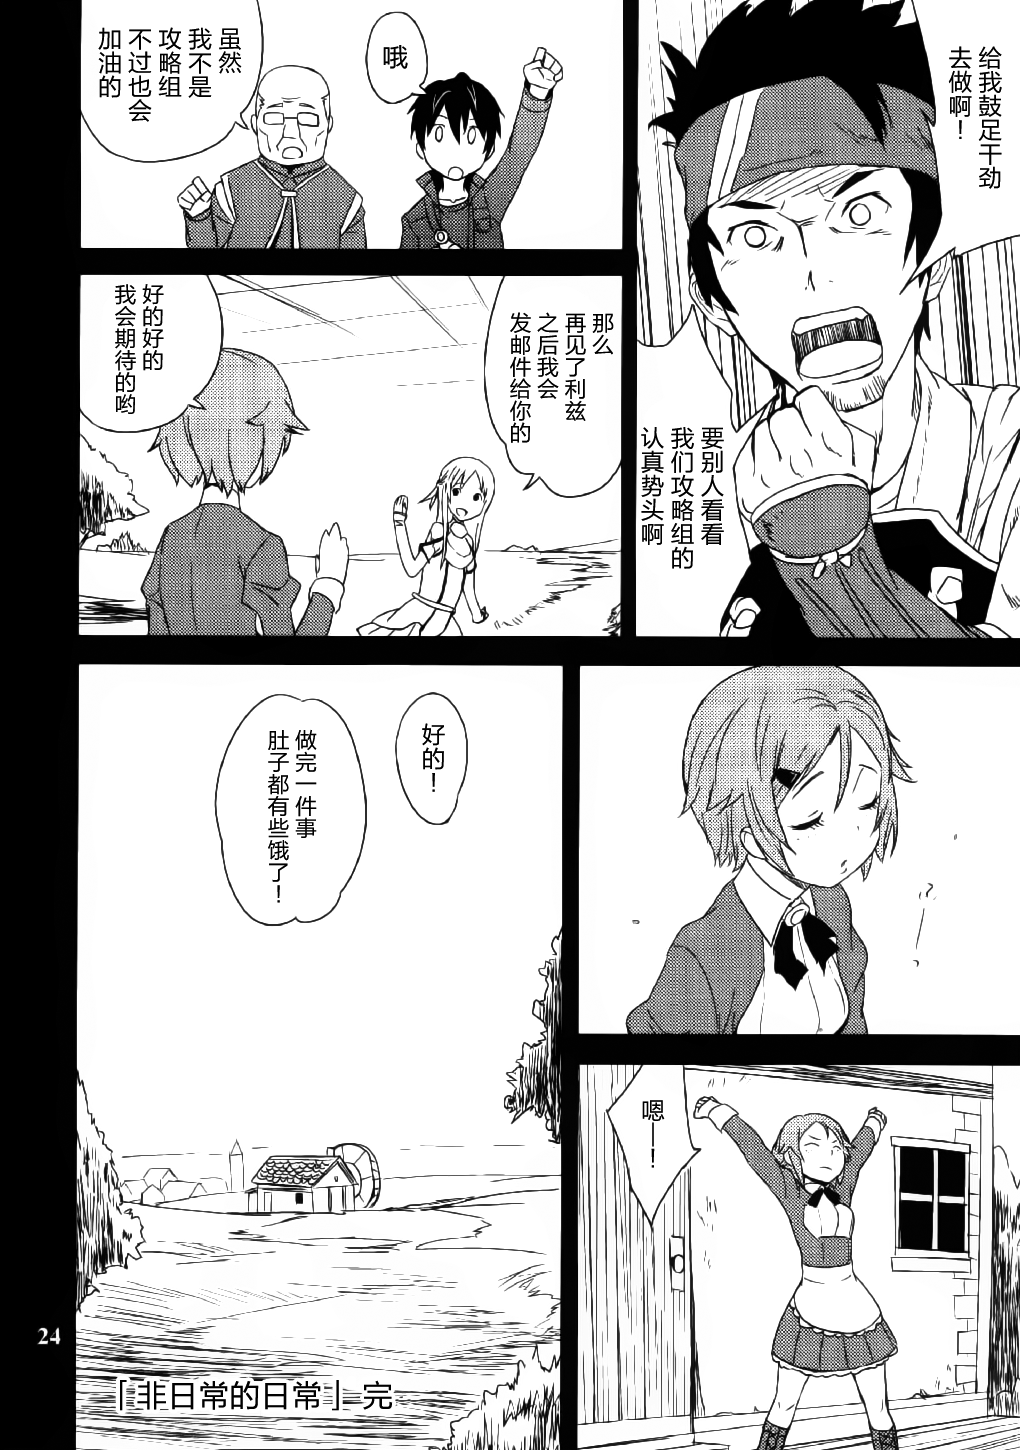 给我鼓足干劲
去做啊！
要别人看看
我们攻略组的
认真势头啊
哦
虽然
我不是
攻略组
不过也会
加油的
那么
再见了利兹
之后我会
发邮件给你的
好的好的
我会期待的哟
?
嗯——！
好的！
做完一件事
肚子都有些饿了！
「非日常的日常」完
24